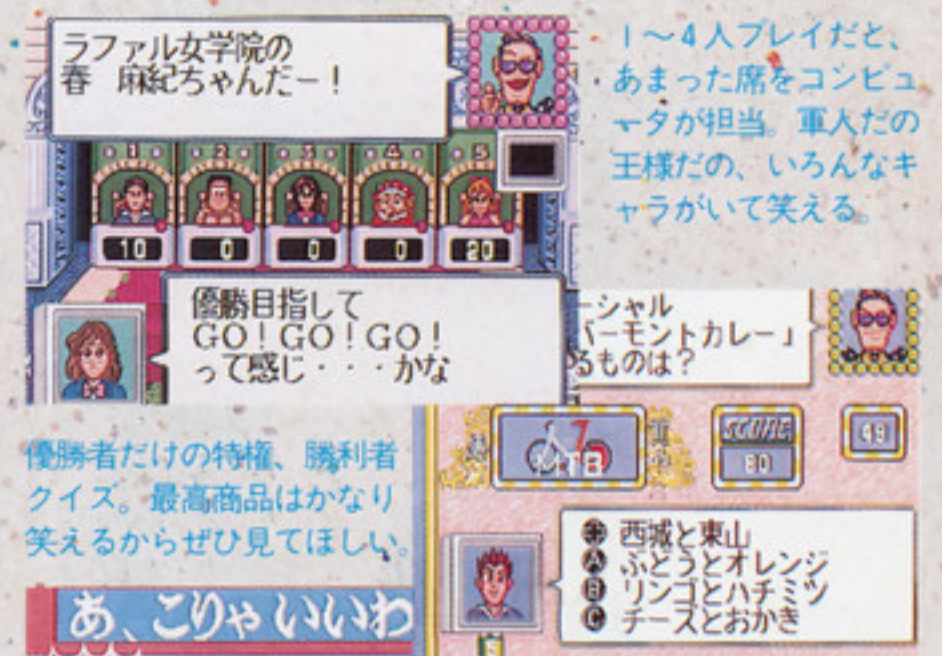 ラファル女学院の
春　麻紀ちゃんだー！
1～4人プレイだと、
あまった席をコンピュ
ータが担当。軍人だの
王様だの、いろんなキ
ャラがいて笑える。
1 2 3 4 5
10 0 0 0 20
優勝目指して
GO！GO！GO！
って感じ・・・かな
ーシャル
バーモントカレー」
るものは？
MTB
SCORE
80
49
優勝者だけの特権、勝利者
クイズ。最高商品はかなり
笑えるからぜひ見てほしい。
西城と東山
A ぶどうとオレンジ
B リンゴとハチミツ
C チーズとおかき
あ、こりゃいいわ